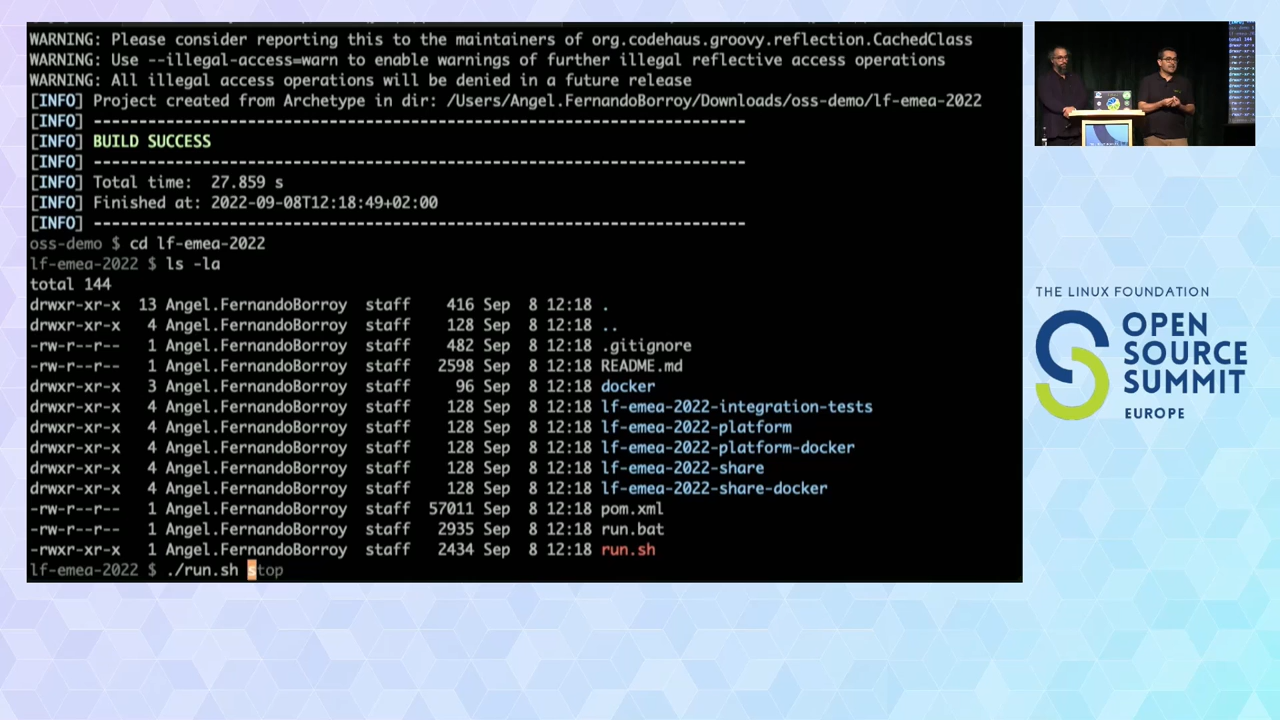 WARNING: Please consider reporting this to the maintainers of org.codehaus.groovy.reflection.CachedClass
WARNING: Use --illegal-access=warn to enable warnings of further illegal reflective access operations
WARNING: All illegal access operations will be denied in a future release
[INFO] Project created from Archetype in dir: /Users/Angel.FernandoBorroy/Downloads/oss-demo/lf-emea-2022
[INFO] ------------------------------------------------------------------------
[INFO] BUILD SUCCESS
[INFO] ------------------------------------------------------------------------
[INFO] Total time:  27.859 s
[INFO] Finished at: 2022-09-08T12:18:49+02:00
[INFO] ------------------------------------------------------------------------
oss-demo $ cd lf-emea-2022
lf-emea-2022 $ ls -la
total 144
drwxr-xr-x  13 Angel.FernandoBorroy  staff    416 Sep  8 12:18 .
drwxr-xr-x   4 Angel.FernandoBorroy  staff    128 Sep  8 12:18 ..
-rw-r--r--   1 Angel.FernandoBorroy  staff    482 Sep  8 12:18 .gitignore
-rw-r--r--   1 Angel.FernandoBorroy  staff   2598 Sep  8 12:18 README.md
drwxr-xr-x   3 Angel.FernandoBorroy  staff     96 Sep  8 12:18 docker
drwxr-xr-x   4 Angel.FernandoBorroy  staff    128 Sep  8 12:18 lf-emea-2022-integration-tests
drwxr-xr-x   4 Angel.FernandoBorroy  staff    128 Sep  8 12:18 lf-emea-2022-platform
drwxr-xr-x   4 Angel.FernandoBorroy  staff    128 Sep  8 12:18 lf-emea-2022-platform-docker
drwxr-xr-x   4 Angel.FernandoBorroy  staff    128 Sep  8 12:18 lf-emea-2022-share
drwxr-xr-x   4 Angel.FernandoBorroy  staff    128 Sep  8 12:18 lf-emea-2022-share-docker
-rw-r--r--   1 Angel.FernandoBorroy  staff  57011 Sep  8 12:18 pom.xml
-rw-r--r--   1 Angel.FernandoBorroy  staff   2935 Sep  8 12:18 run.bat
-rwxr-xr-x   1 Angel.FernandoBorroy  staff   2434 Sep  8 12:18 run.sh
lf-emea-2022 $ ./run.sh stop
THE LINUX FOUNDATION
OPEN
SOURCE
SUMMIT
EUROPE